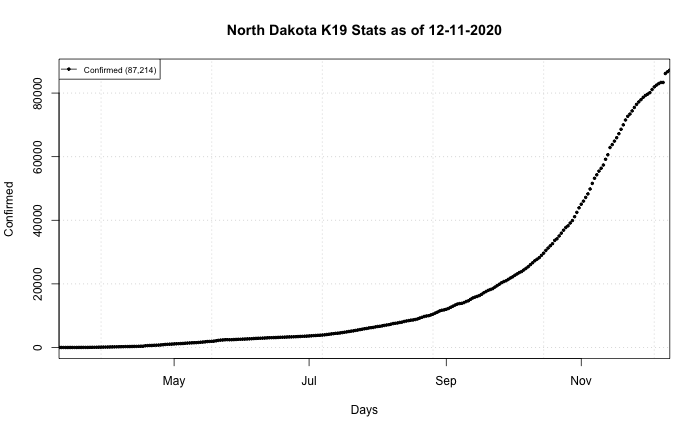 North Dakota K19 Stats as of 12-11-2020
Confirmed (87,214)
80000
60000
40000
20000
0
Confirmed
May Jul Sep Nov
Days